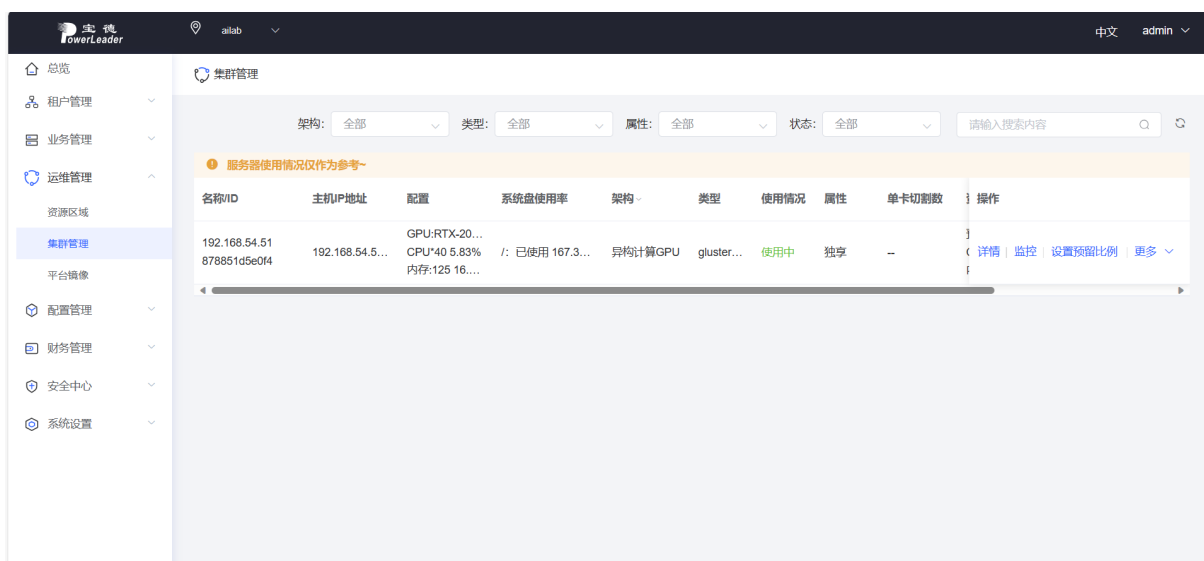 宝德
PowerLeader
ailab
中文 admin
总览
租户管理
业务管理
运维管理
资源区域
集群管理
平台镜像
配置管理
财务管理
安全中心
系统设置
集群管理
架构: 全部 类型: 全部 属性: 全部 状态: 全部 请输入搜索内容
服务器使用情况仅作为参考~
名称/ID 主机IP地址 配置 系统盘使用率 架构 类型 使用情况 属性 单卡切割数 操作
192.168.54.51
878851d5e0f4
192.168.54.5...
GPU:RTX-20...
CPU*40 5.83%
内存:125 16....
/: 已使用 167.3...
异构计算GPU
gluster...
使用中
独享
--
详情 监控 设置预留比例 更多